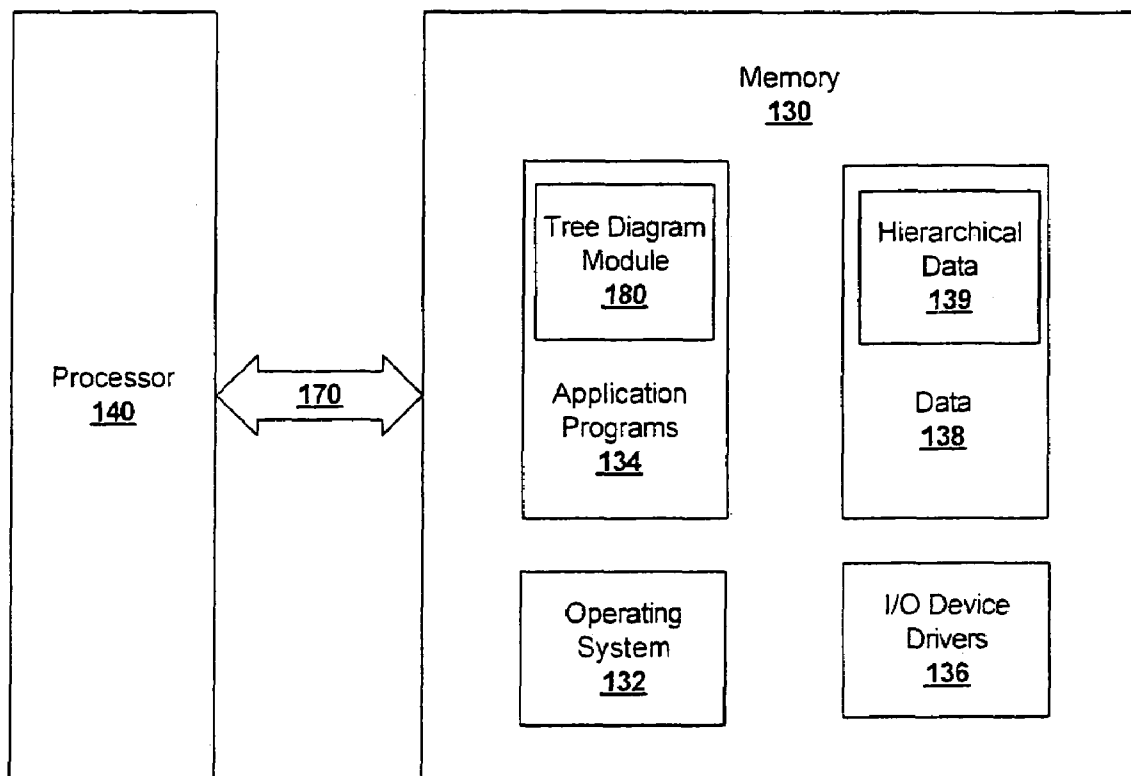 Memory
130
Tree Diagram
Module
180
Hierarchical
Data
139
Processor
140
170
Application
Programs
134
Data
138
Operating
System
132
I/O Device
Drivers
136